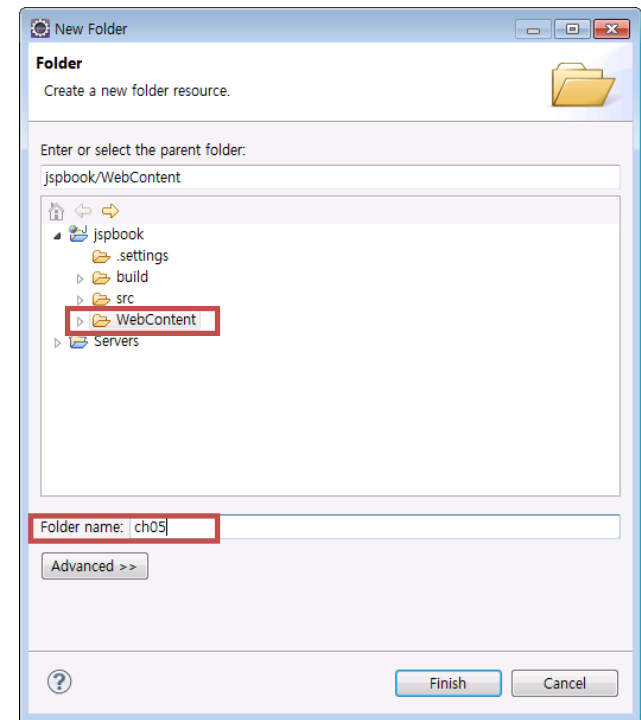 New Folder
Folder
Create a new folder resource.
Enter or select the parent folder:
jspbook/WebContent
jspbook
.settings
build
src
WebContent
Servers
Folder name: ch05
Advanced >>
Finish Cancel